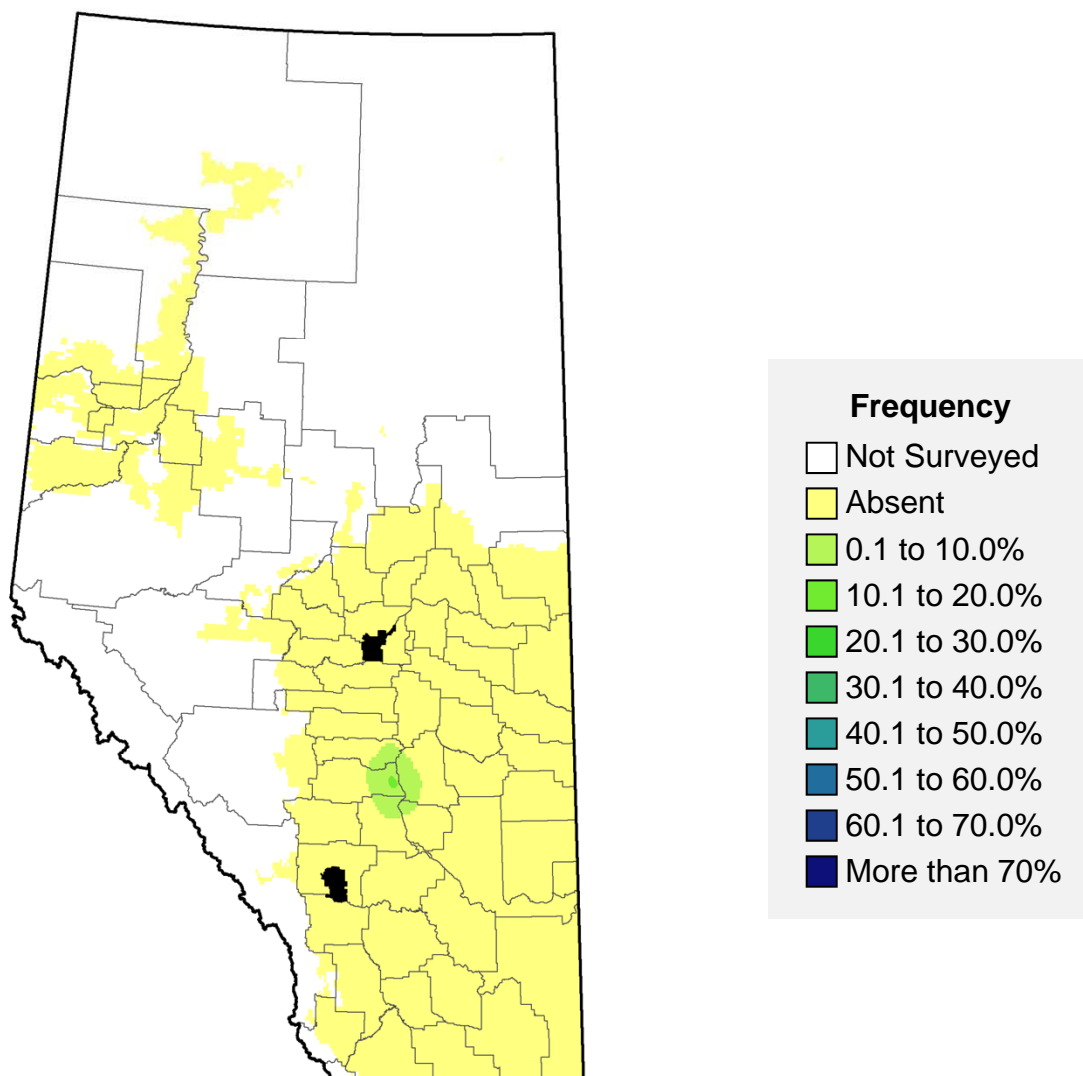 Frequency
Not Surveyed
Absent
0.1 to 10.0%
10.1 to 20.0%
20.1 to 30.0%
30.1 to 40.0%
40.1 to 50.0%
50.1 to 60.0%
60.1 to 70.0%
More than 70%